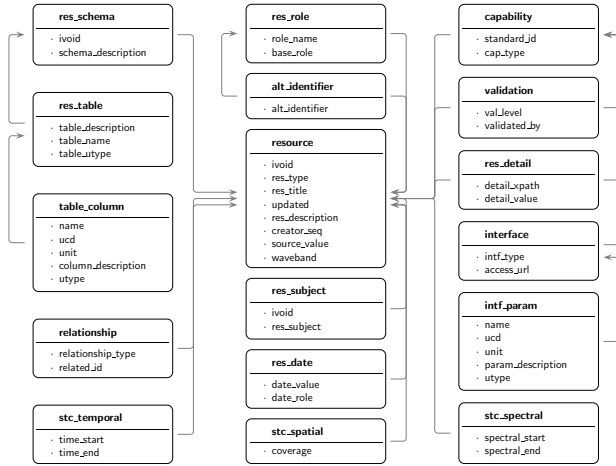 res_schema
· ivoid
· schema_description
res_table
· table_description
· table_name
· table_utype
table_column
· name
· ucd
· unit
· column_description
· utype
relationship
· relationship_type
· related_id
stc_temporal
· time_start
· time_end
res_role
· role_name
· base_role
alt_identifier
· alt_identifier
resource
· ivoid
· res_type
· res_title
· updated
· res_description
· creator_seq
· source_value
· waveband
res_subject
· ivoid
· res_subject
res_date
· date_value
· date_role
stc_spatial
· coverage
capability
· standard_id
· cap_type
validation
· val_level
· validated_by
res_detail
· detail_xpath
· detail_value
interface
· intf_type
· access_url
intf_param
· name
· ucd
· unit
· param_description
· utype
stc_spectral
· spectral_start
· spectral_end